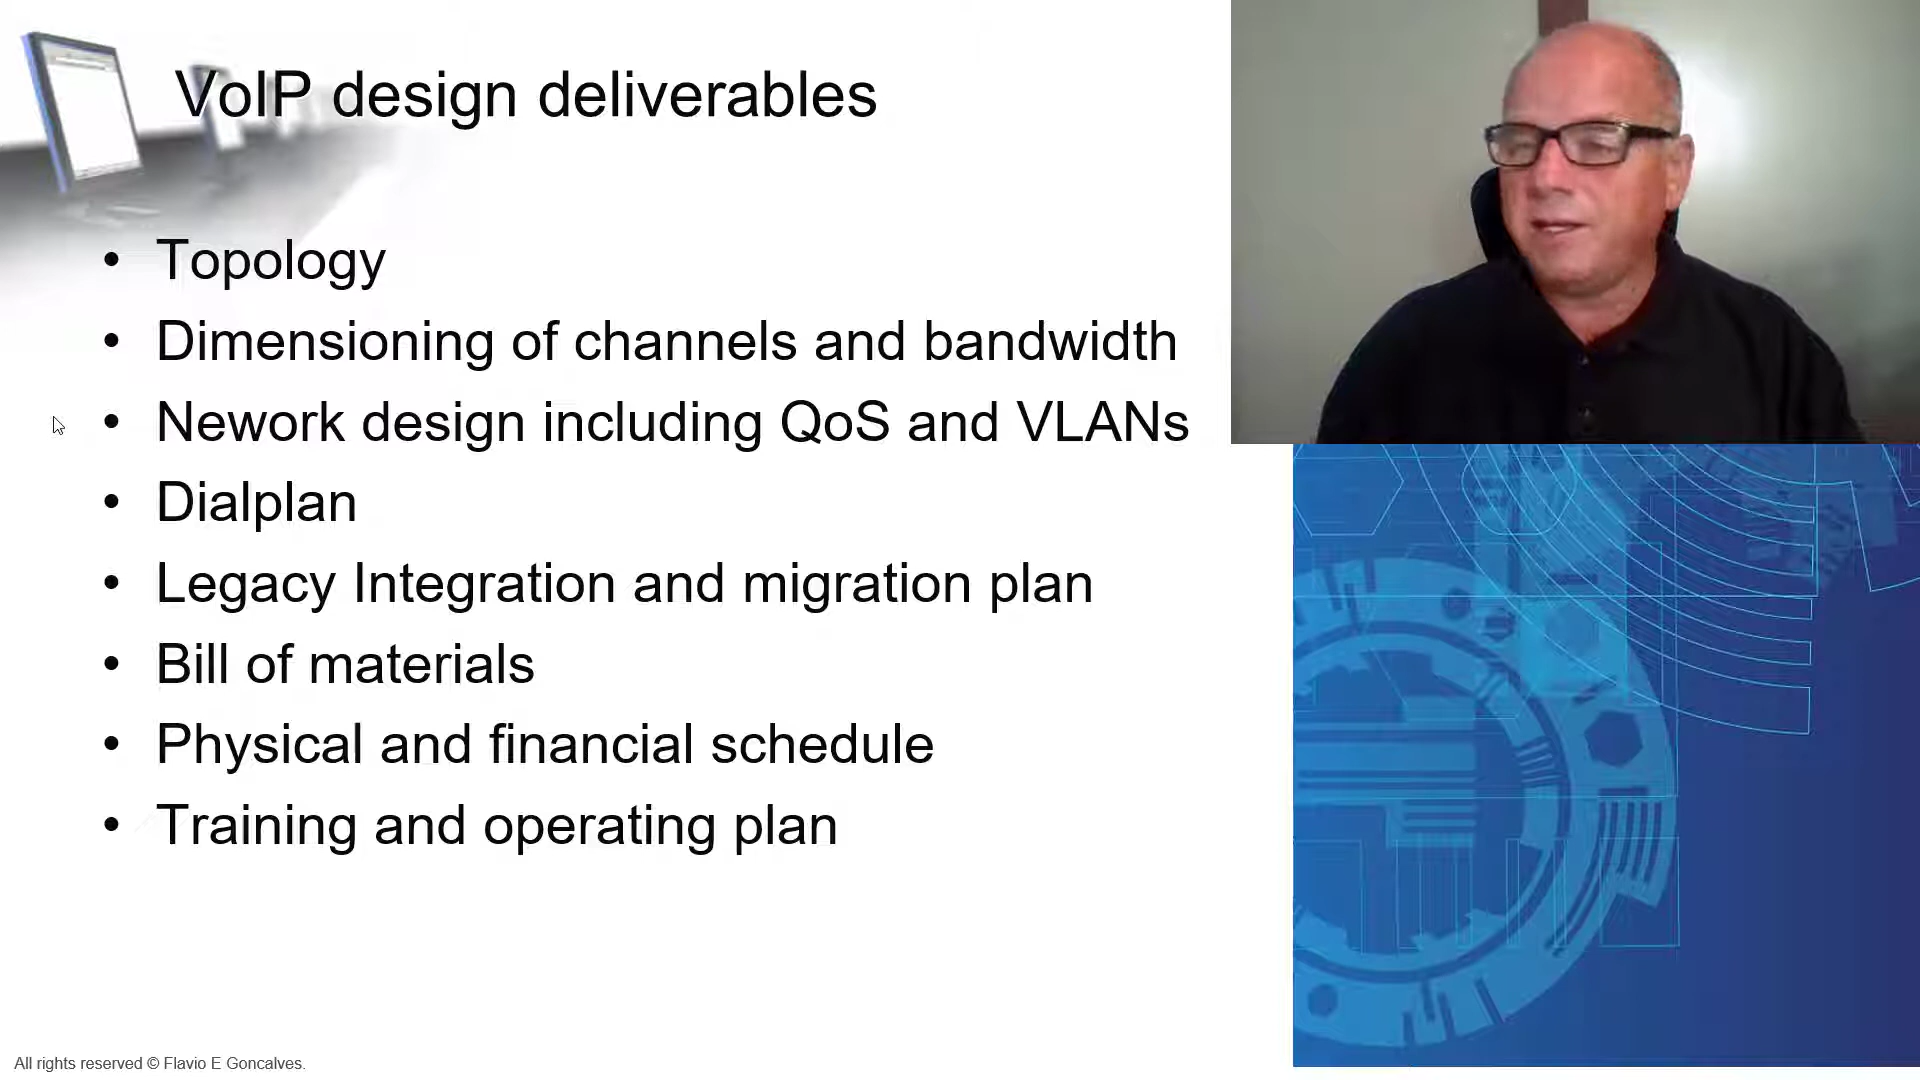 VoIP design deliverables
• Topology
• Dimensioning of channels and bandwidth
• Nework design including QoS and VLANs
• Dialplan
• Legacy Integration and migration plan
• Bill of materials
• Physical and financial schedule
• Training and operating plan
All rights reserved © Flavio E Goncalves.